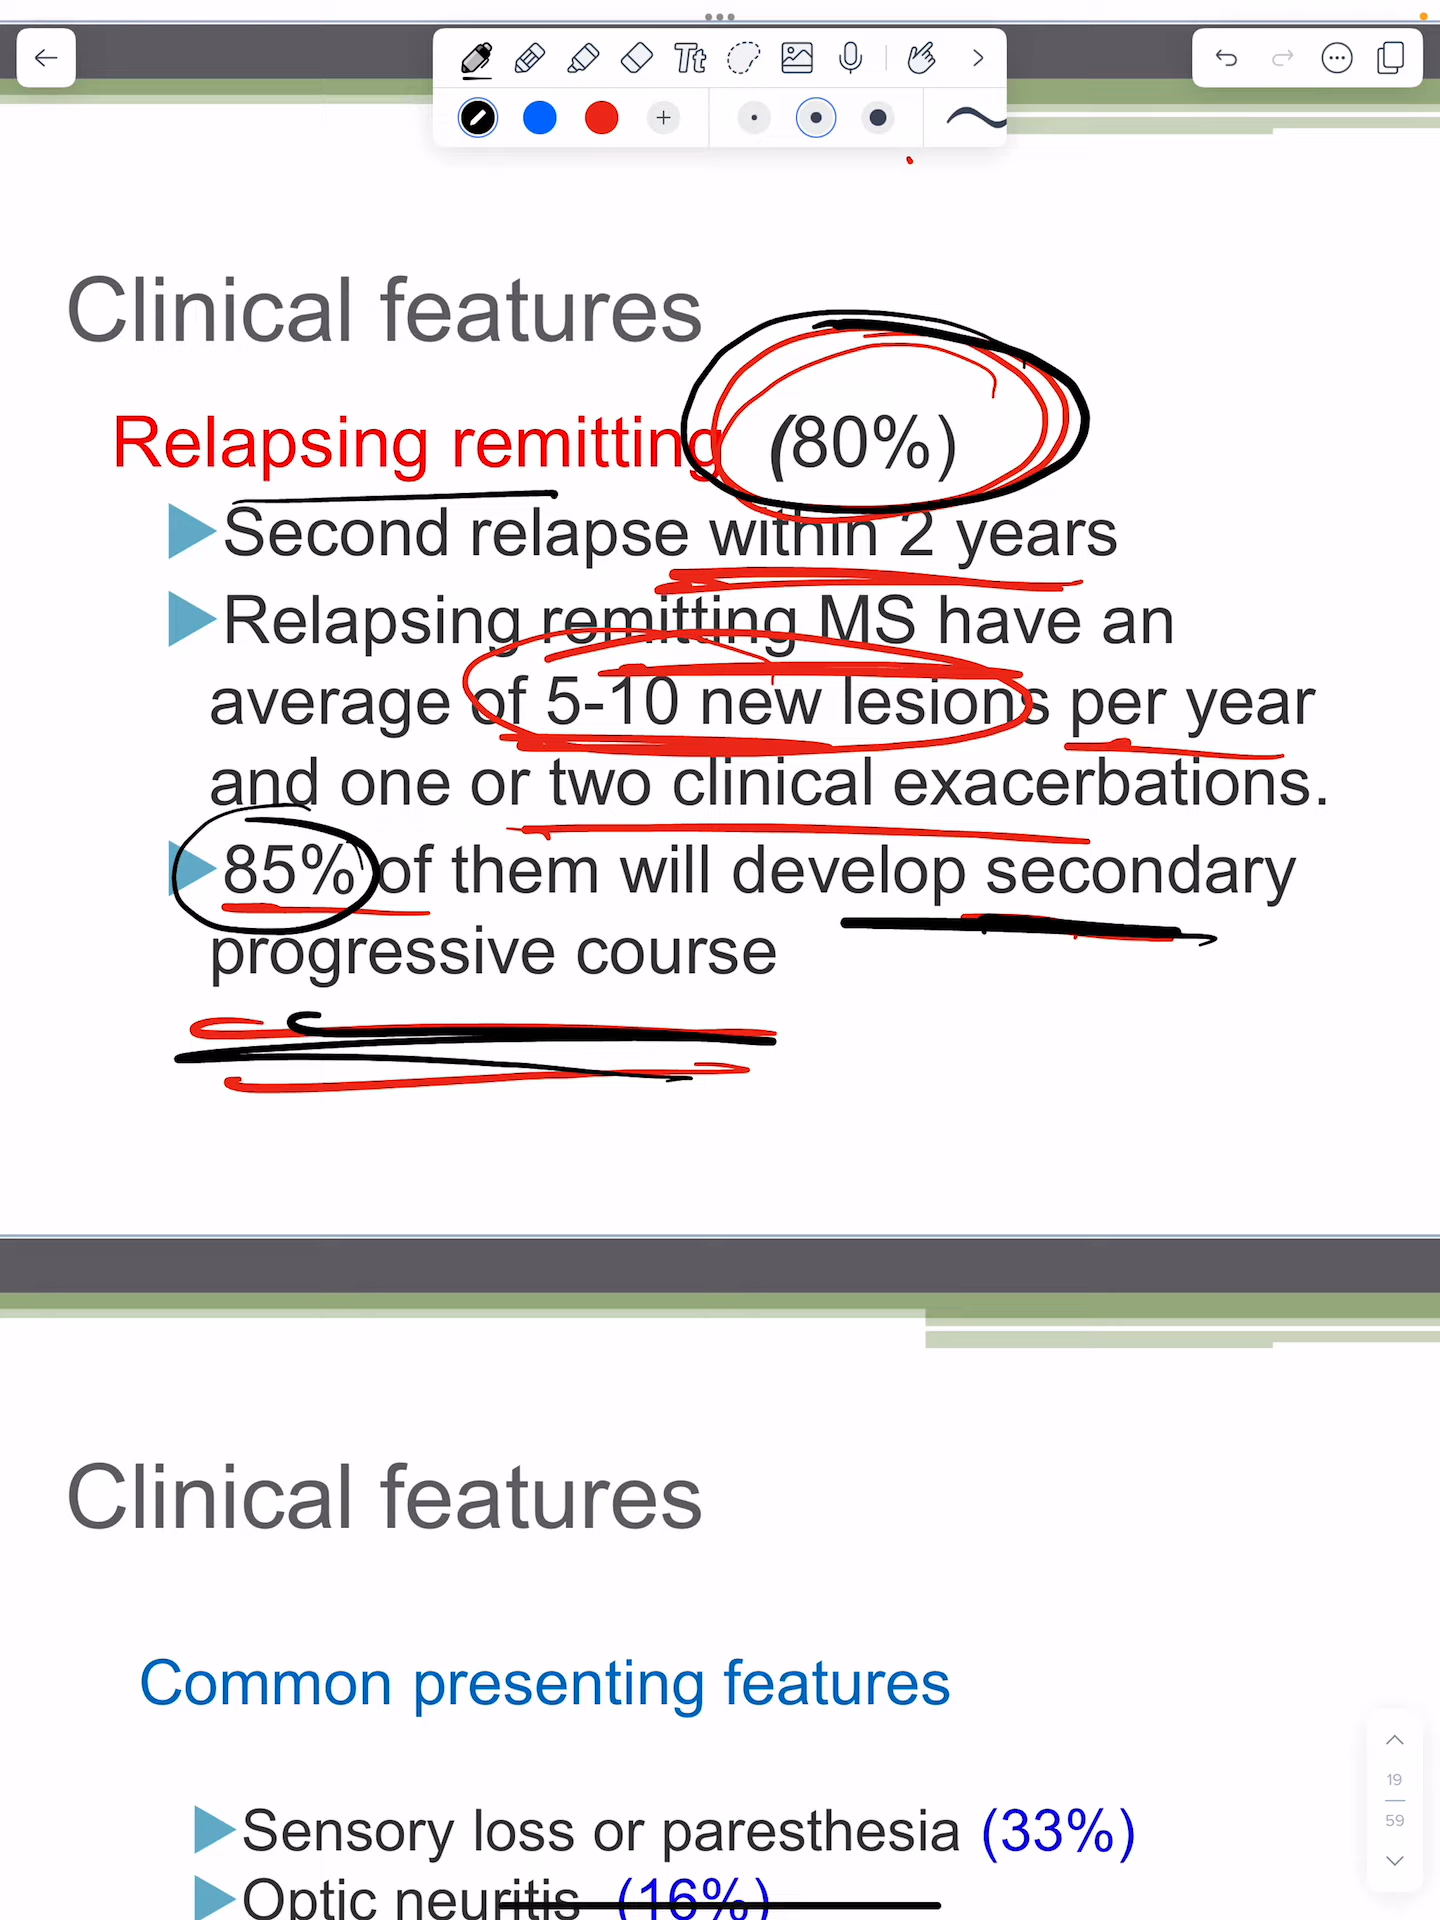 Tt
Clinical features
Relapsing remitting (80%)
Second relapse within 2 years
Relapsing remitting MS have an
average of 5-10 new lesions per year
and one or two clinical exacerbations.
85% of them will develop secondary
progressive course
Clinical features
Common presenting features
Sensory loss or paresthesia (33%)
Optic neuritis (16%)
19
59